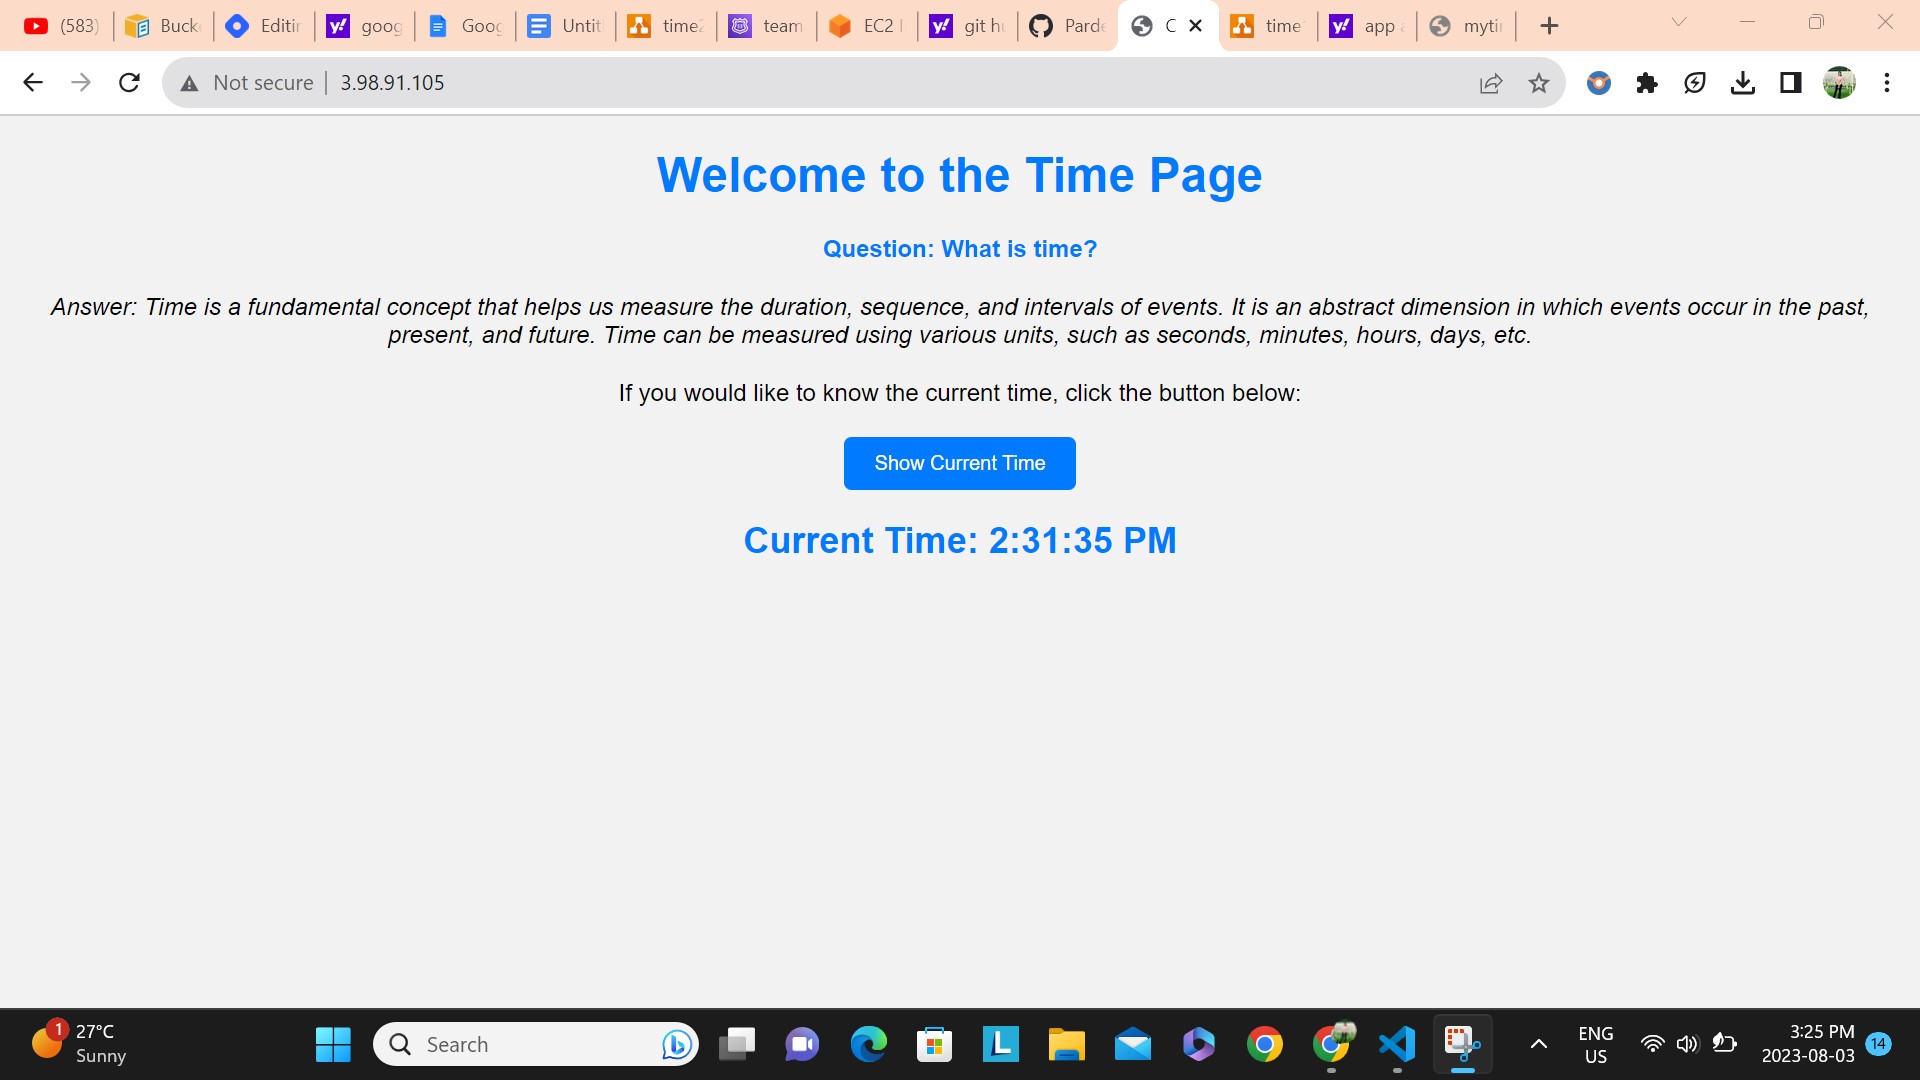 (583)
Buck
Editin
goog
Goog
Untit
time2
team
EC2 I
git hu
Parde
C
time
app a
mytin
Not secure
3.98.91.105
Welcome to the Time Page
Question: What is time?
Answer: Time is a fundamental concept that helps us measure the duration, sequence, and intervals of events. It is an abstract dimension in which events occur in the past,
present, and future. Time can be measured using various units, such as seconds, minutes, hours, days, etc.
If you would like to know the current time, click the button below:
Show Current Time
Current Time: 2:31:35 PM
1
27°C
Sunny
Search
L
ENG
US
3:25 PM
2023-08-03
14